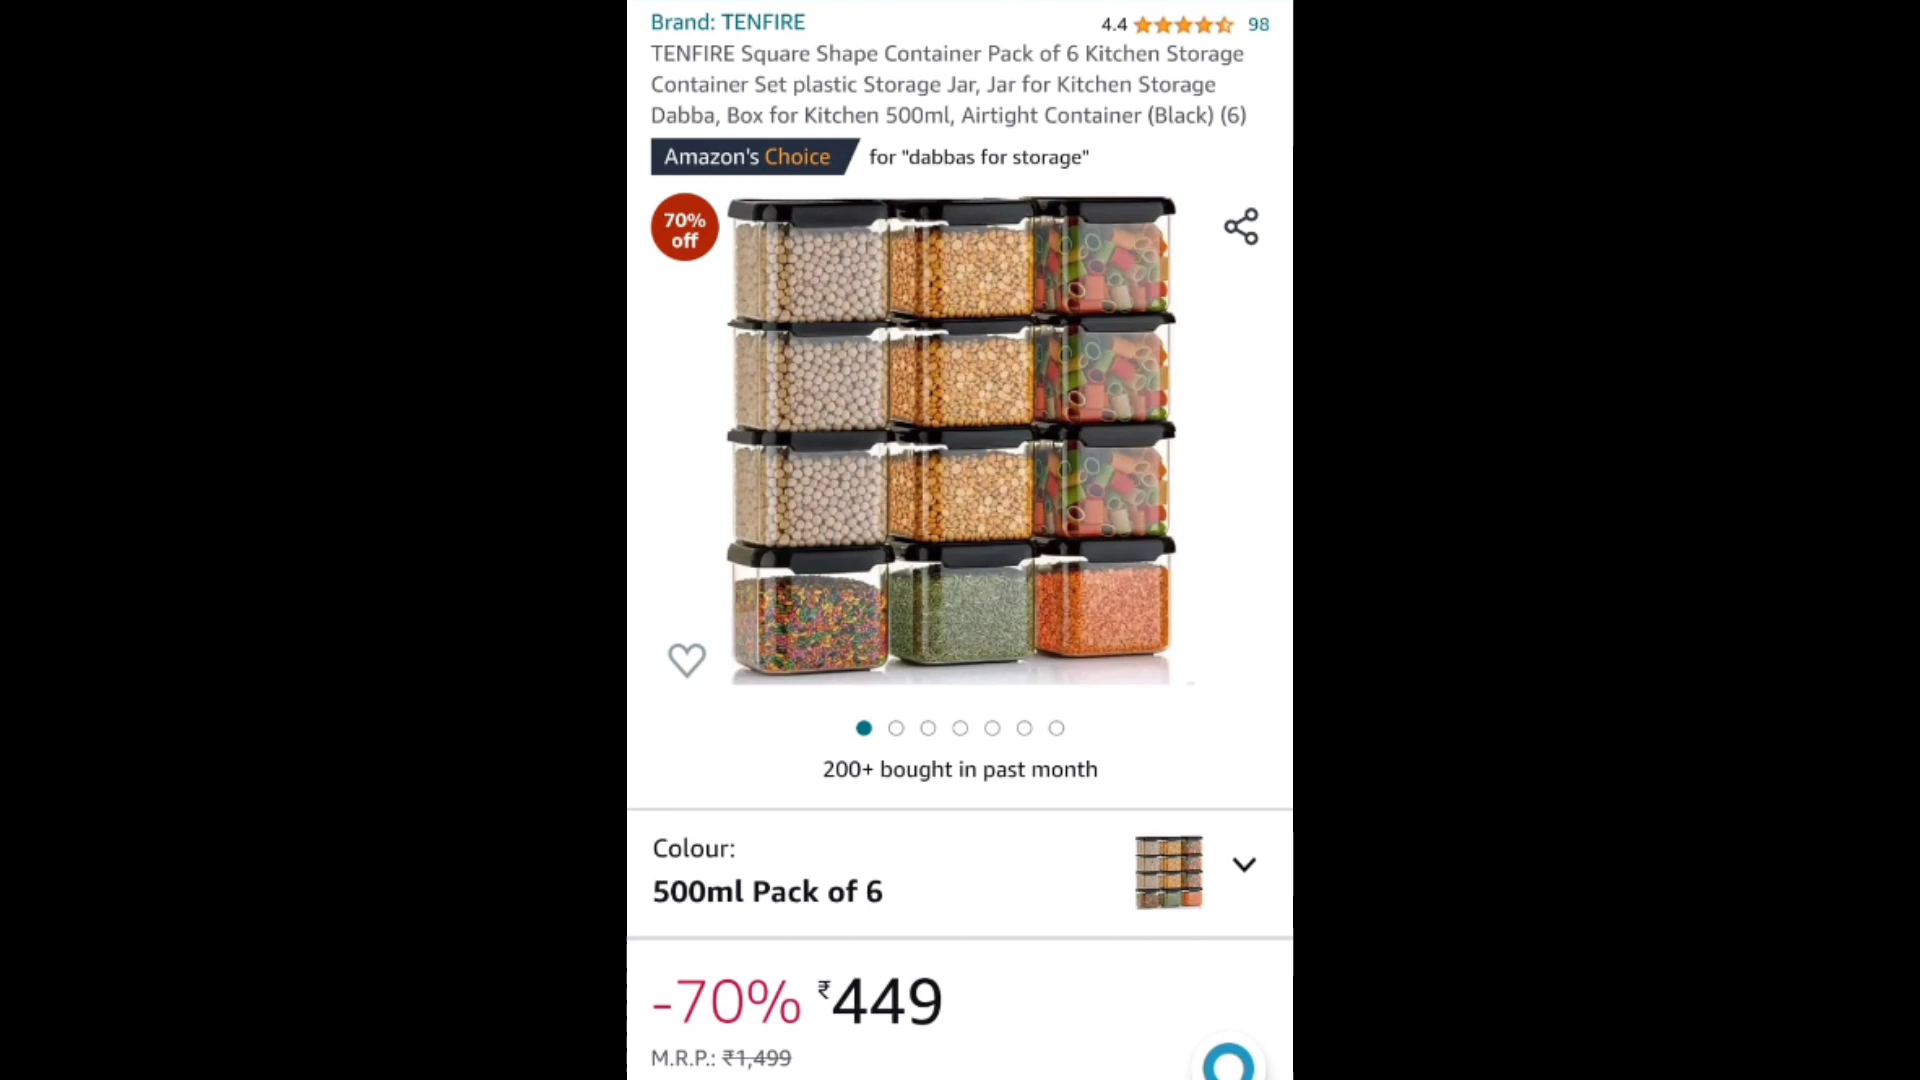 Brand: TENFIRE
4.4 98
TENFIRE Square Shape Container Pack of 6 Kitchen Storage
Container Set plastic Storage Jar, Jar for Kitchen Storage
Dabba, Box for Kitchen 500ml, Airtight Container (Black) (6)
Amazon's Choice for "dabbas for storage"
70%
off
200+ bought in past month
Colour:
500ml Pack of 6
-70% ₹449
M.R.P.: ₹1,499